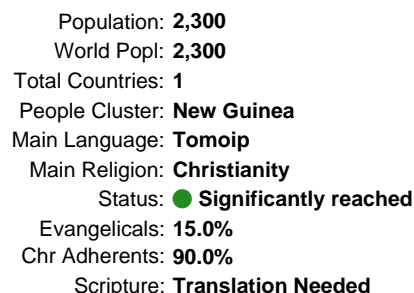 Population: 2,300
World Popl: 2,300
Total Countries: 1
People Cluster: New Guinea
Main Language: Tomoip
Main Religion: Christianity
Status: Significantly reached
Evangelicals: 15.0%
Chr Adherents: 90.0%
Scripture: Translation Needed